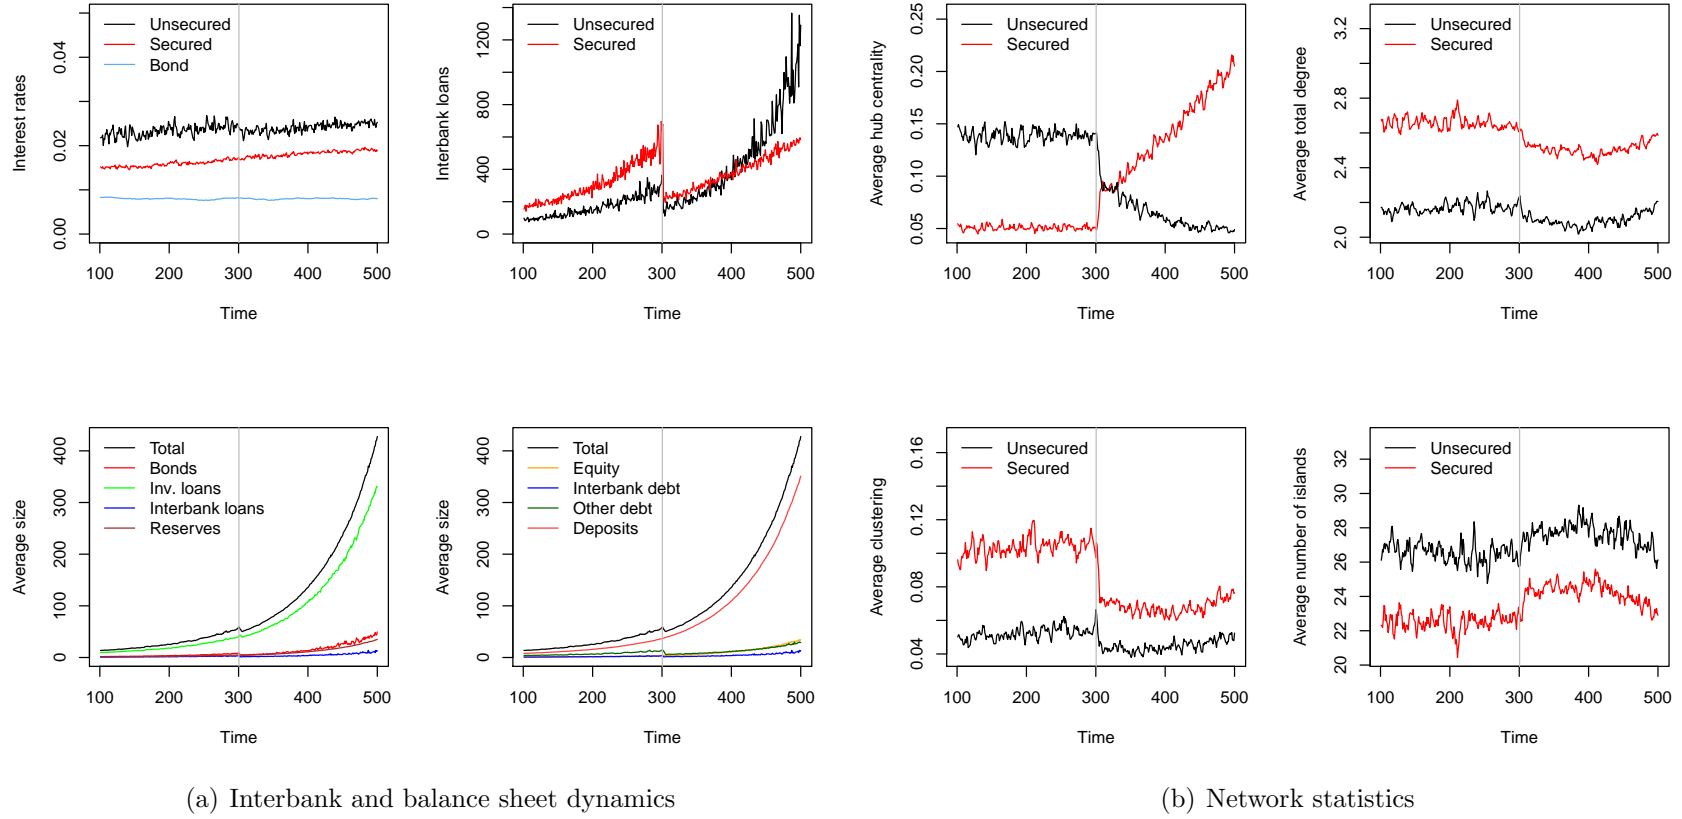 Interest rates
0.00 0.02 0.04
Unsecured
Secured
Bond
100 200 300 400 500
Time
Interbank loans
0 400 800 1200
Unsecured
Secured
100 200 300 400 500
Time
Average hub centrality
0.05 0.10 0.15 0.20 0.25
Unsecured
Secured
100 200 300 400 500
Time
Average total degree
2.0 2.4 2.8 3.2
Unsecured
Secured
100 200 300 400 500
Time
Average size
0 100 200 300 400
Total
Bonds
Inv. loans
Interbank loans
Reserves
100 200 300 400 500
Time
Average size
0 100 200 300 400
Total
Equity
Interbank debt
Other debt
Deposits
100 200 300 400 500
Time
Average clustering
0.04 0.08 0.12 0.16
Unsecured
Secured
100 200 300 400 500
Time
Average number of islands
20 22 24 26 28 30 32
Unsecured
Secured
100 200 300 400 500
Time
(a) Interbank and balance sheet dynamics
(b) Network statistics